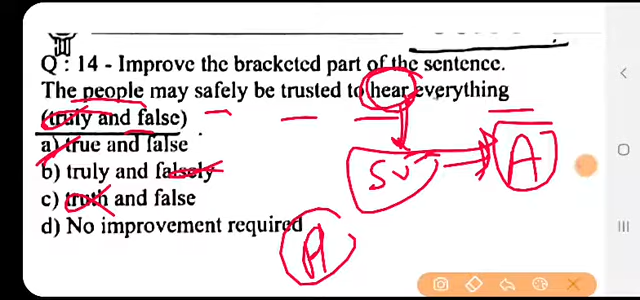 Q : 14 - Improve the bracketed part of the sentence.
The people may safely be trusted to hear everything
(truly and false) .
a) true and false
b) truly and falsely
c) truth and false
d) No improvement required
SV
A
A